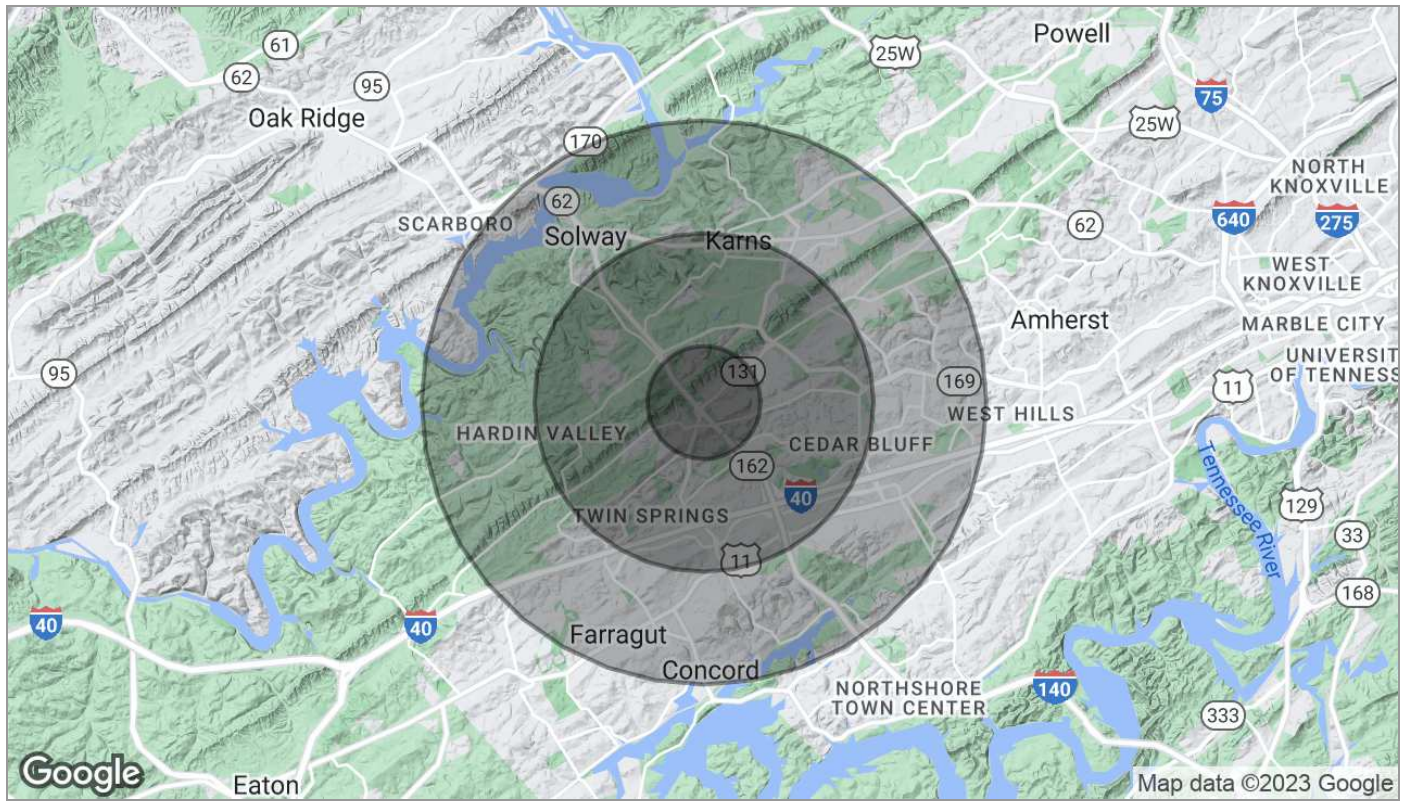 Powell
61
25W
62
95
75
Oak Ridge
25W
170
NORTH
KNOXVILLE
62
SCARBORO
640
275
62
Solway
Karns
WEST
KNOXVILLE
Amherst
MARBLE CITY
UNIVERSIT
OF TENNESS
95
131
169
11
WEST HILLS
HARDIN VALLEY
CEDAR BLUFF
162
40
Tennessee River
TWIN SPRINGS
129
11
33
168
40
40
Farragut
Concord
NORTHSHORE
TOWN CENTER
140
333
Google
Eaton
Map data ©2023 Google